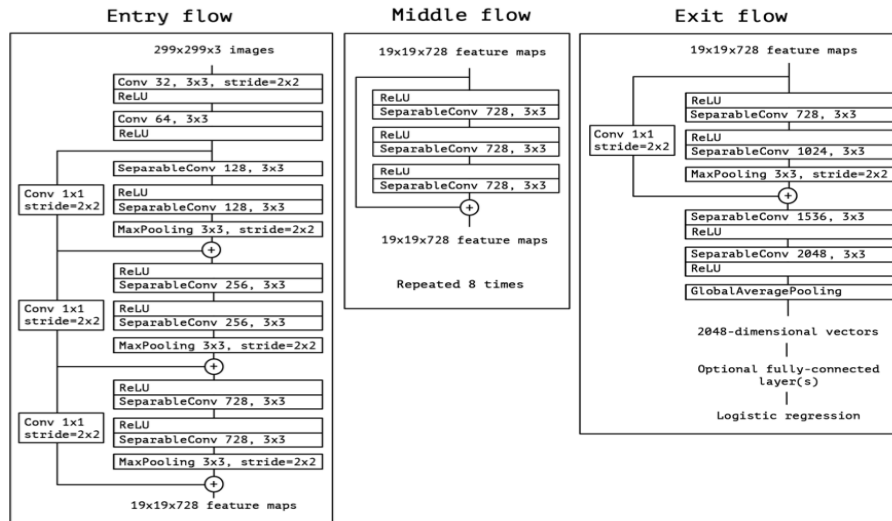 Entry flow
299x299x3 images
Conv 32, 3x3, stride=2x2
ReLU
Conv 64, 3x3
ReLU
SeparableConv 128, 3x3
Conv 1x1
stride=2x2
ReLU
SeparableConv 128, 3x3
MaxPooling 3x3, stride=2x2
+
ReLU
SeparableConv 256, 3x3
Conv 1x1
stride=2x2
ReLU
SeparableConv 256, 3x3
MaxPooling 3x3, stride=2x2
+
ReLU
SeparableConv 728, 3x3
Conv 1x1
stride=2x2
ReLU
SeparableConv 728, 3x3
MaxPooling 3x3, stride=2x2
+
19x19x728 feature maps
Middle flow
19x19x728 feature maps
ReLU
SeparableConv 728, 3x3
ReLU
SeparableConv 728, 3x3
ReLU
SeparableConv 728, 3x3
+
19x19x728 feature maps
Repeated 8 times
Exit flow
19x19x728 feature maps
ReLU
SeparableConv 728, 3x3
Conv 1x1
stride=2x2
ReLU
SeparableConv 1024, 3x3
MaxPooling 3x3, stride=2x2
+
SeparableConv 1536, 3x3
ReLU
SeparableConv 2048, 3x3
ReLU
GlobalAveragePooling
2048-dimensional vectors
Optional fully-connected
layer(s)
Logistic regression